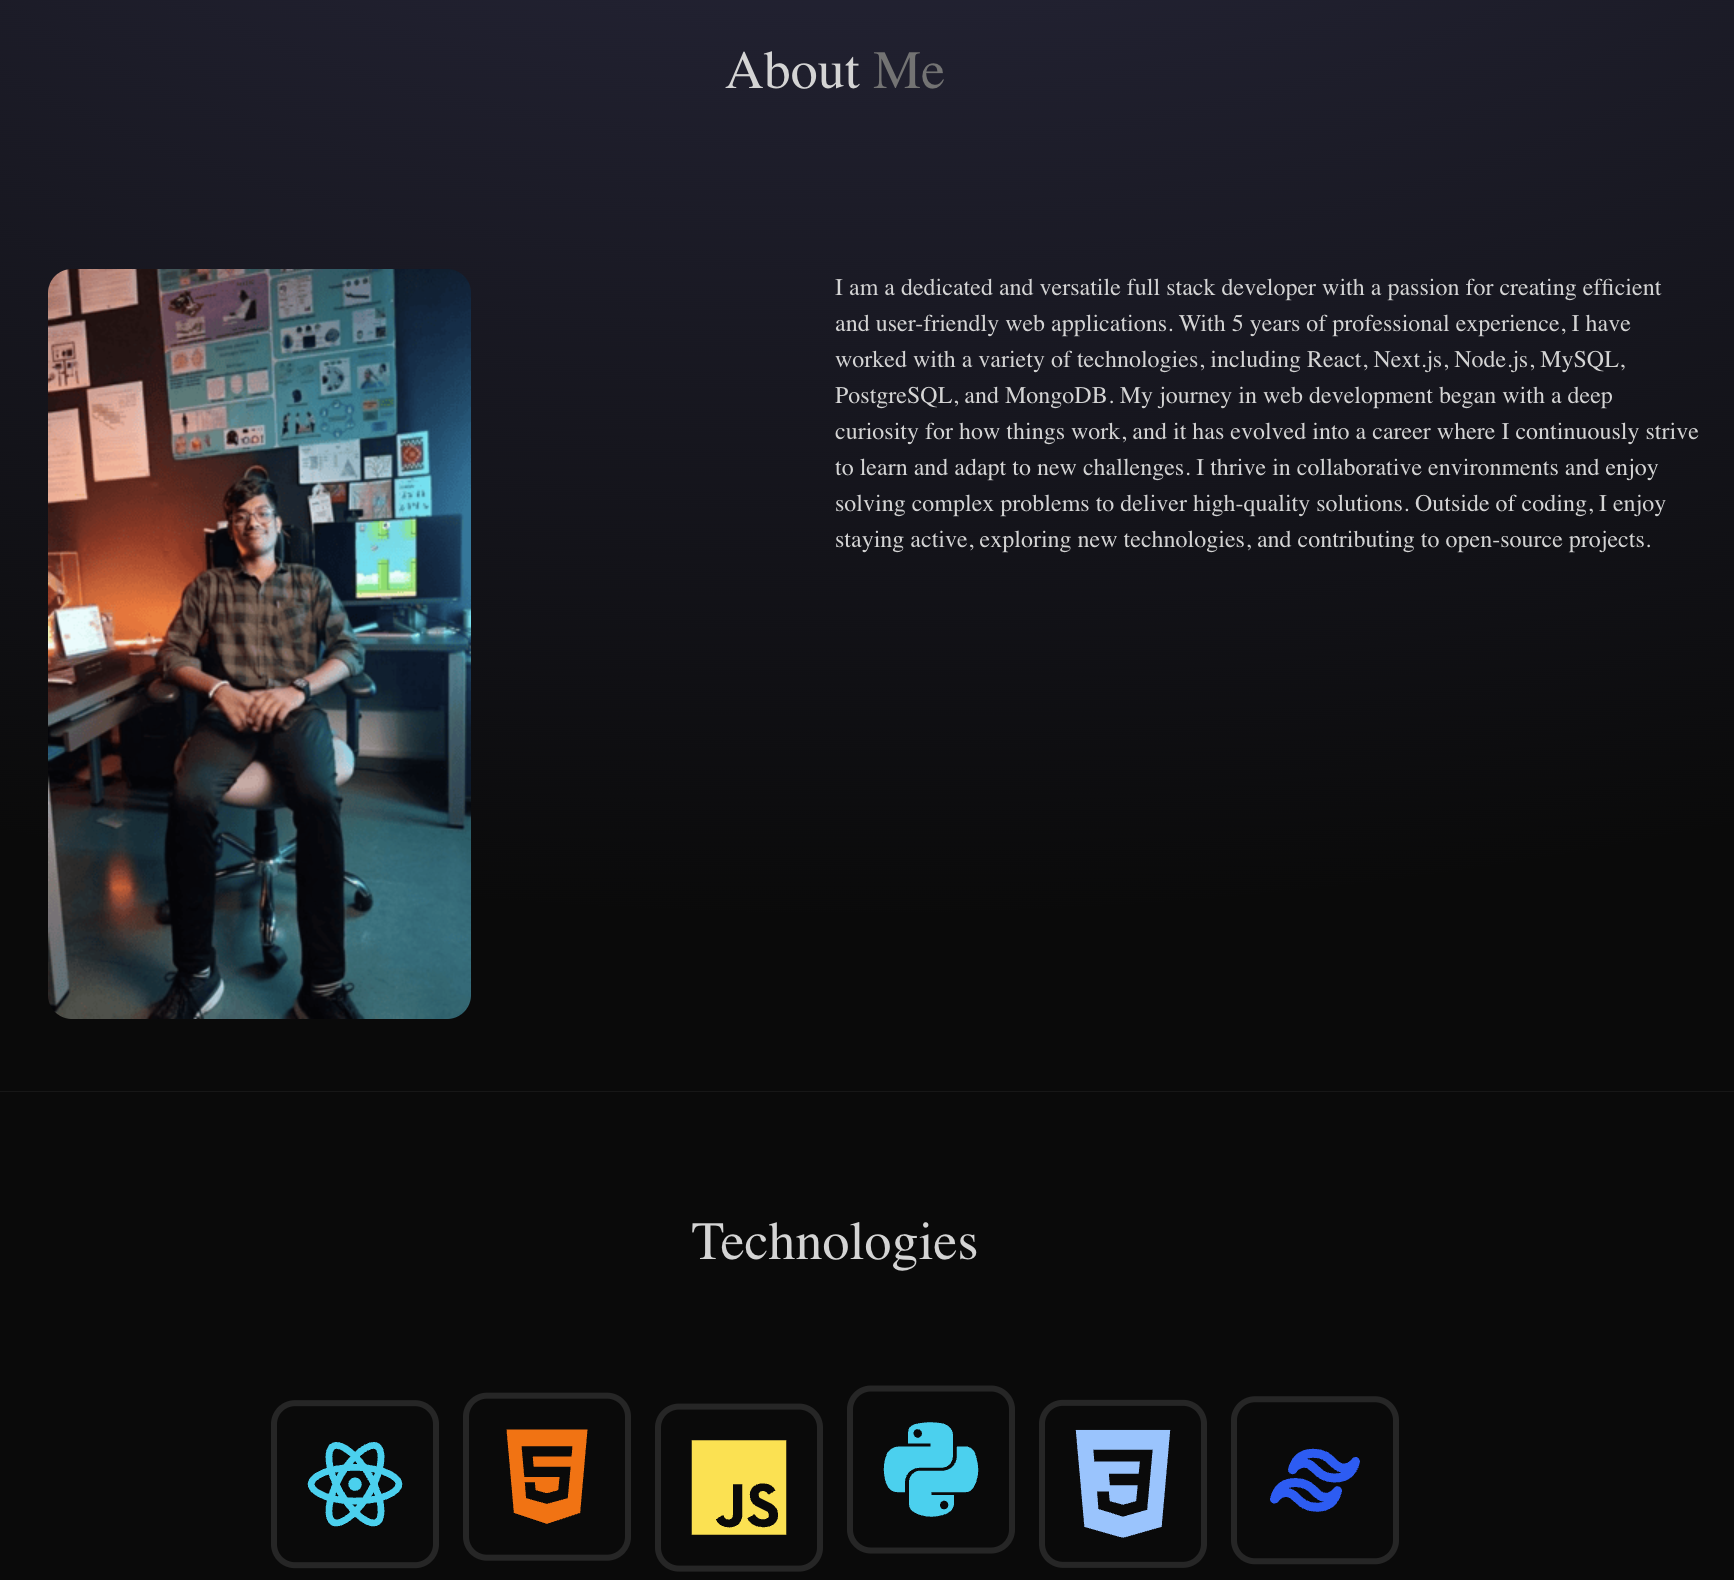 About Me
I am a dedicated and versatile full stack developer with a passion for creating efficient
and user-friendly web applications. With 5 years of professional experience, I have
worked with a variety of technologies, including React, Next.js, Node.js, MySQL,
PostgreSQL, and MongoDB. My journey in web development began with a deep
curiosity for how things work, and it has evolved into a career where I continuously strive
to learn and adapt to new challenges. I thrive in collaborative environments and enjoy
solving complex problems to deliver high-quality solutions. Outside of coding, I enjoy
staying active, exploring new technologies, and contributing to open-source projects.
Technologies
JS